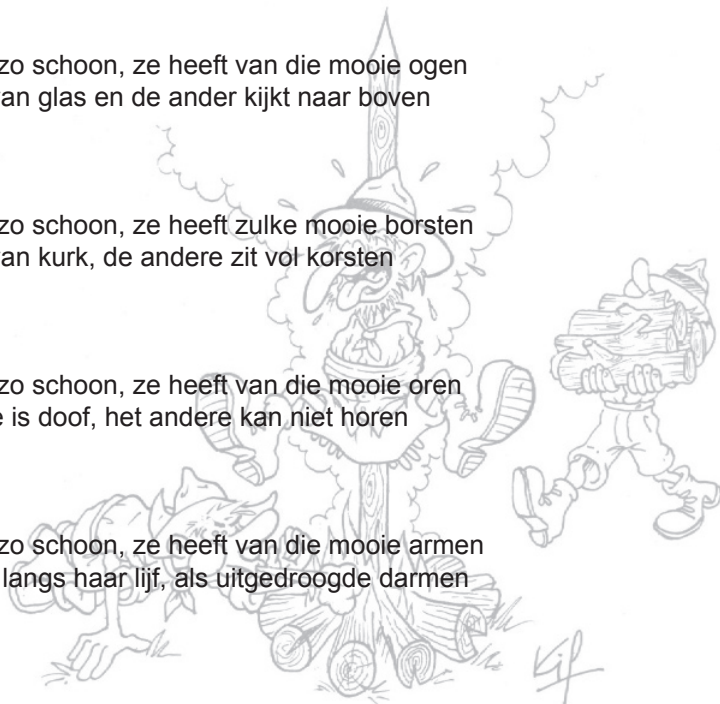 zo schoon, ze heeft van die mooie ogen
van glas en de ander kijkt naar boven
zo schoon, ze heeft zulke mooie borsten
van kurk, de andere zit vol korsten
zo schoon, ze heeft van die mooie oren
e is doof, het andere kan niet horen
zo schoon, ze heeft van die mooie armen
langs haar lijf, als uitgedroogde darmen